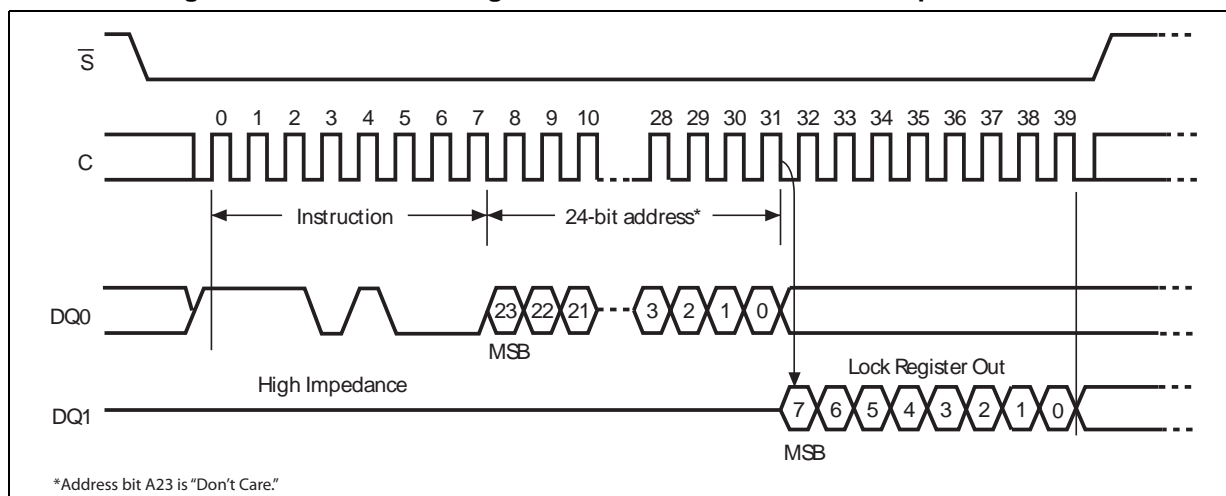 S
0 1 2 3 4 5 6 7 8 9 10 28 29 30 31 32 33 34 35 36 37 38 39
C
Instruction 24-bit address*
DQ0 23 22 21 3 2 1 0
MSB
Lock Register Out
High Impedance
DQ1 7 6 5 4 3 2 1 0
MSB
*Address bit A23 is "Don't Care."